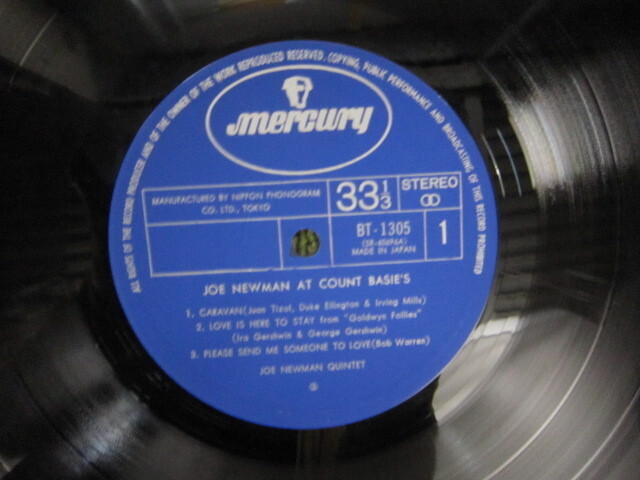 ALL RIGHTS OF THE RECORD PRODUCER AND OF THE OWNER OF THE WORK REPRODUCED RESERVED. COPYING, PUBLIC PERFORMANCE AND BROADCASTING OF THIS RECORD PROHIBITED
mercury
MANUFACTURED BY NIPPON PHONOGRAM
CO. LTD., TOKYO
33 1/3
STEREO
BT-1305
(SR-60696A)
MADE IN JAPAN
1
JOE NEWMAN AT COUNT BASIE'S
1. CARAVAN(Juan Tizol, Duke Ellington & Irving Mills)
2. LOVE IS HERE TO STAY from "Goldwyn Follies"
(Ira Gershwin & George Gershwin)
3. PLEASE SEND ME SOMEONE TO LOVE(Bob Warren)
JOE NEWMAN QUINTET